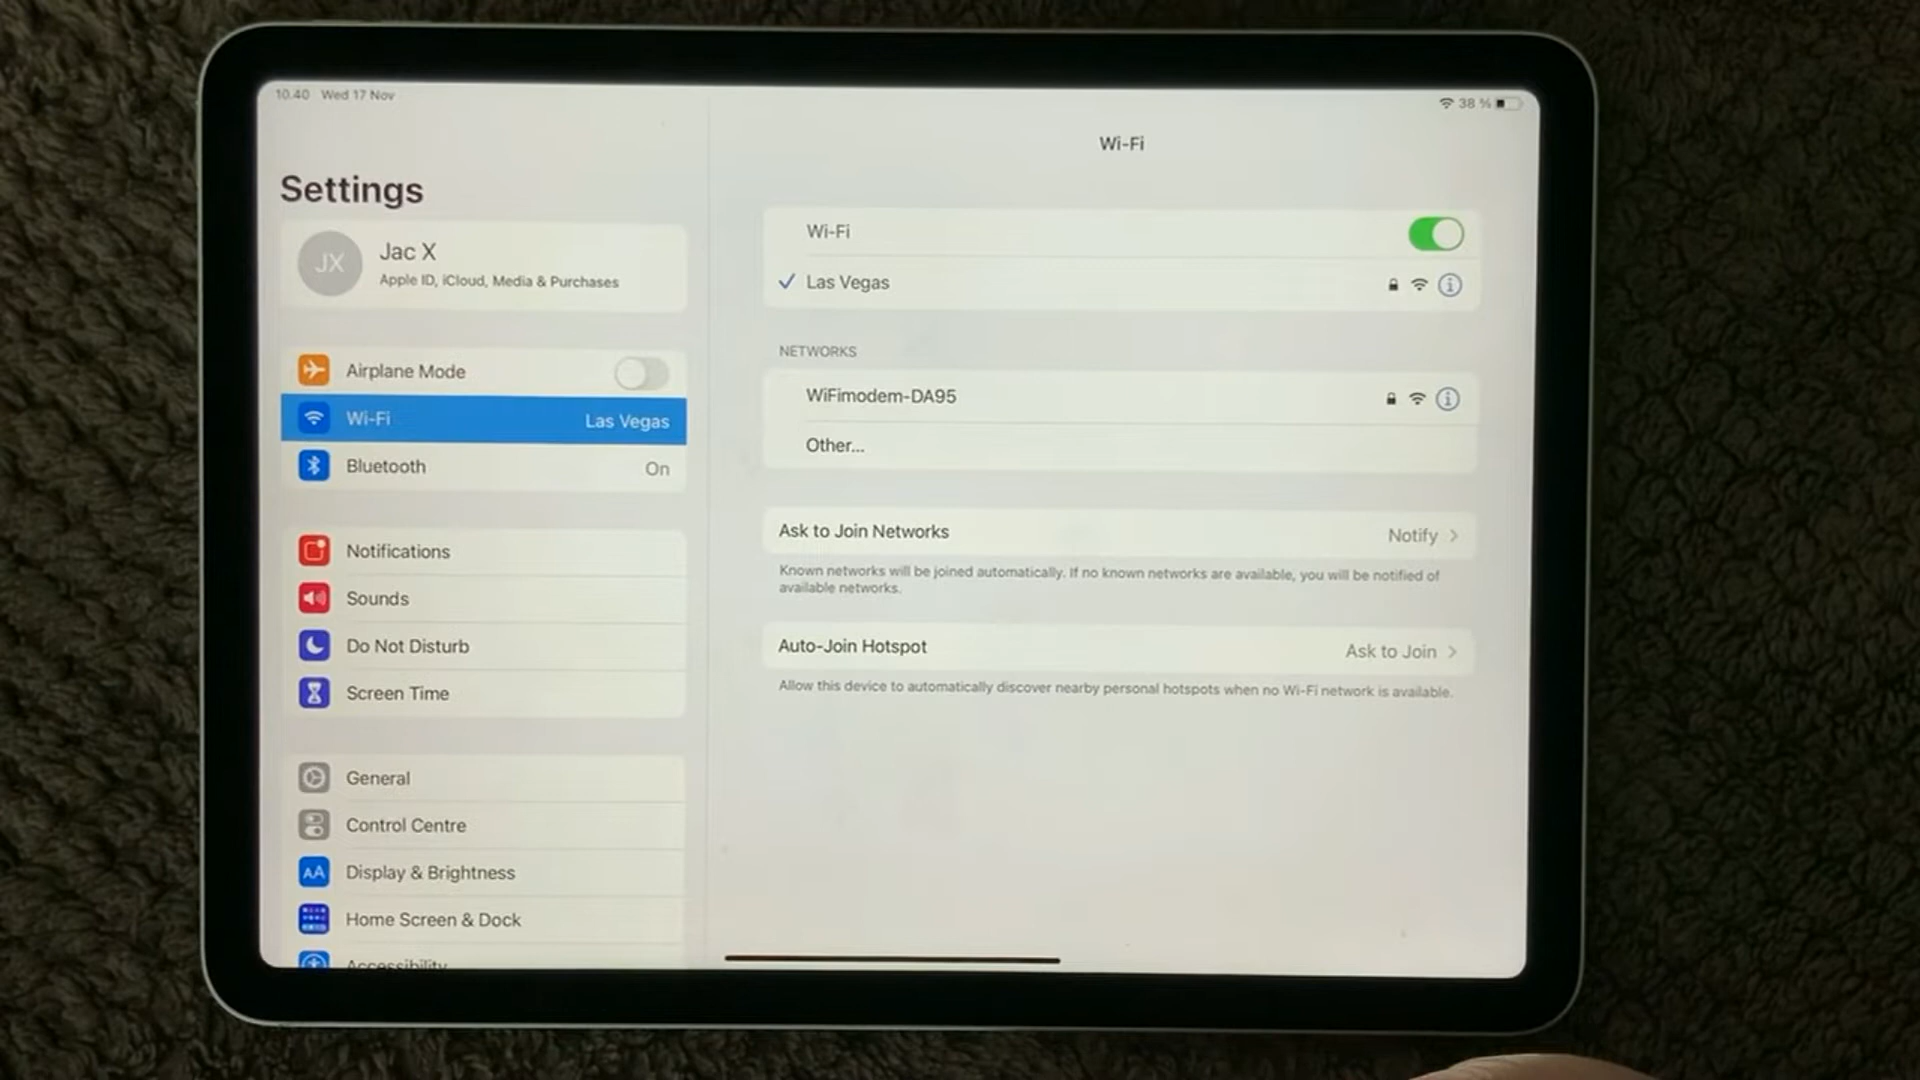 10.40 Wed 17 Nov
38 %
Settings
JX
Jac X
Apple ID, iCloud, Media & Purchases
Airplane Mode
Wi-Fi Las Vegas
Bluetooth On
Notifications
Sounds
Do Not Disturb
Screen Time
General
Control Centre
AA Display & Brightness
Home Screen & Dock
Accessibility
Wi-Fi
Wi-Fi
Las Vegas
NETWORKS
WiFimodem-DA95
Other...
Ask to Join Networks Notify
Known networks will be joined automatically. If no known networks are available, you will be notified of
available networks.
Auto-Join Hotspot Ask to Join
Allow this device to automatically discover nearby personal hotspots when no Wi-Fi network is available.